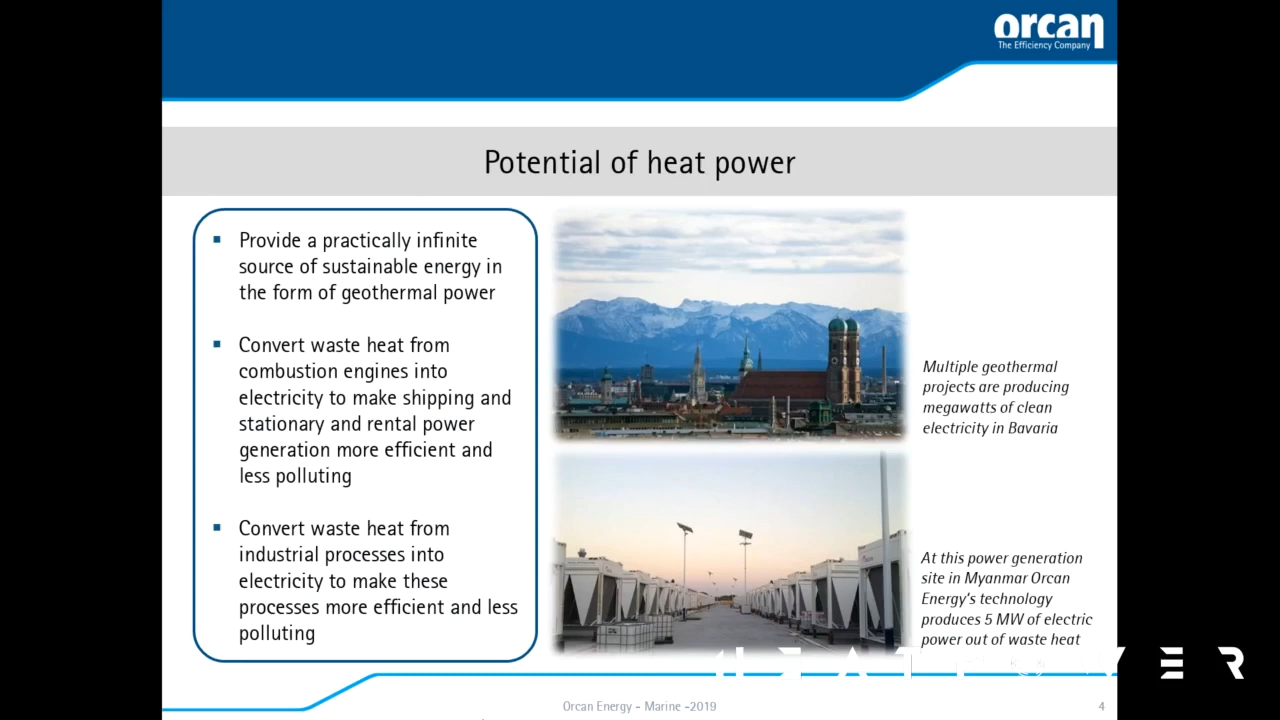 orcan
The Efficiency Company
Potential of heat power
▪ Provide a practically infinite
source of sustainable energy in
the form of geothermal power
▪ Convert waste heat from
combustion engines into
electricity to make shipping and
stationary and rental power
generation more efficient and
less polluting
▪ Convert waste heat from
industrial processes into
electricity to make these
processes more efficient and less
polluting
Multiple geothermal
projects are producing
megawatts of clean
electricity in Bavaria
At this power generation
site in Myanmar Orcan
Energy's technology
produces 5 MW of electric
power out of waste heat
HEATPOWER
Orcan Energy - Marine -2019
4